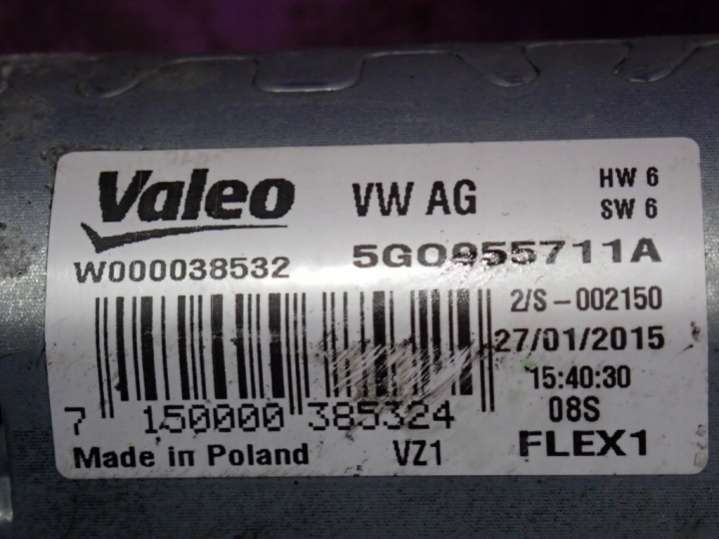 Valeo VW AG HW 6
SW 6
W000038532 5G0955711A
2/S-002150
27/01/2015
15:40:30
7 150000 385324 08S
Made in Poland VZ1 FLEX1